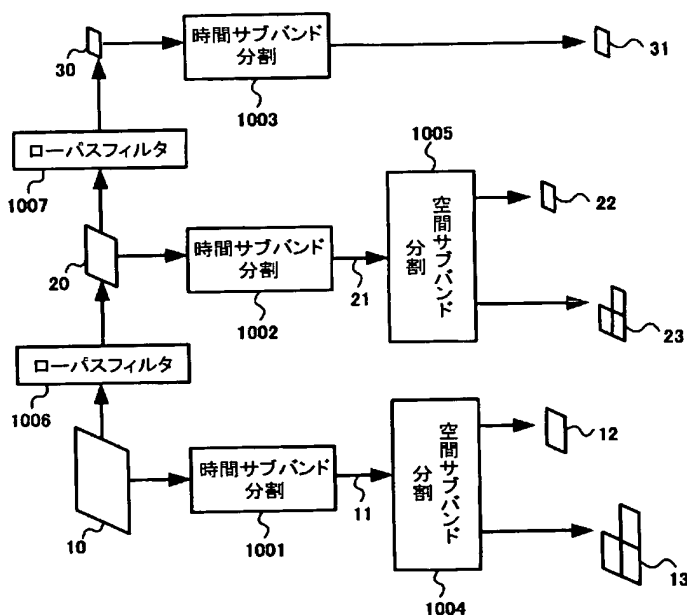 30
時間サブバンド
分割
1003
31
ローパスフィルタ
1007
1005
空間サブバンド
分割
22
20
時間サブバンド
分割
1002
21
23
ローパスフィルタ
1006
空間サブバンド
分割
12
10
時間サブバンド
分割
1001
11
1004
13